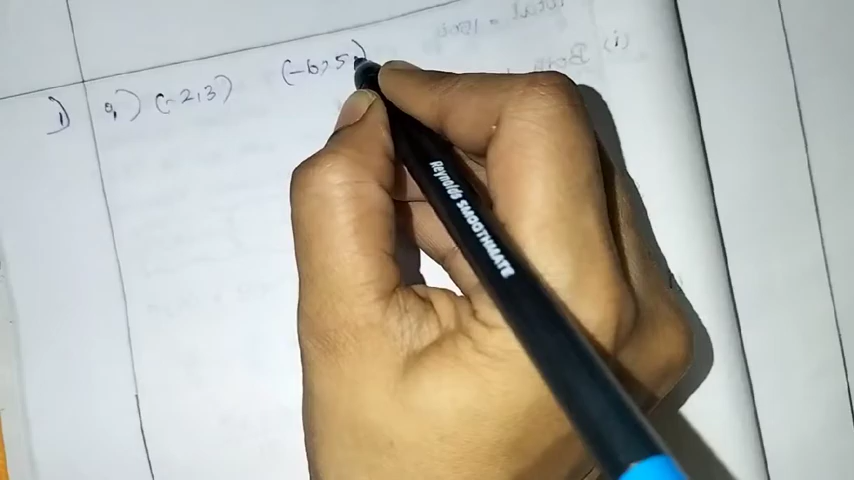 1) a) (-2,3) (-6,5)
Reynolds SMOOTHMATE